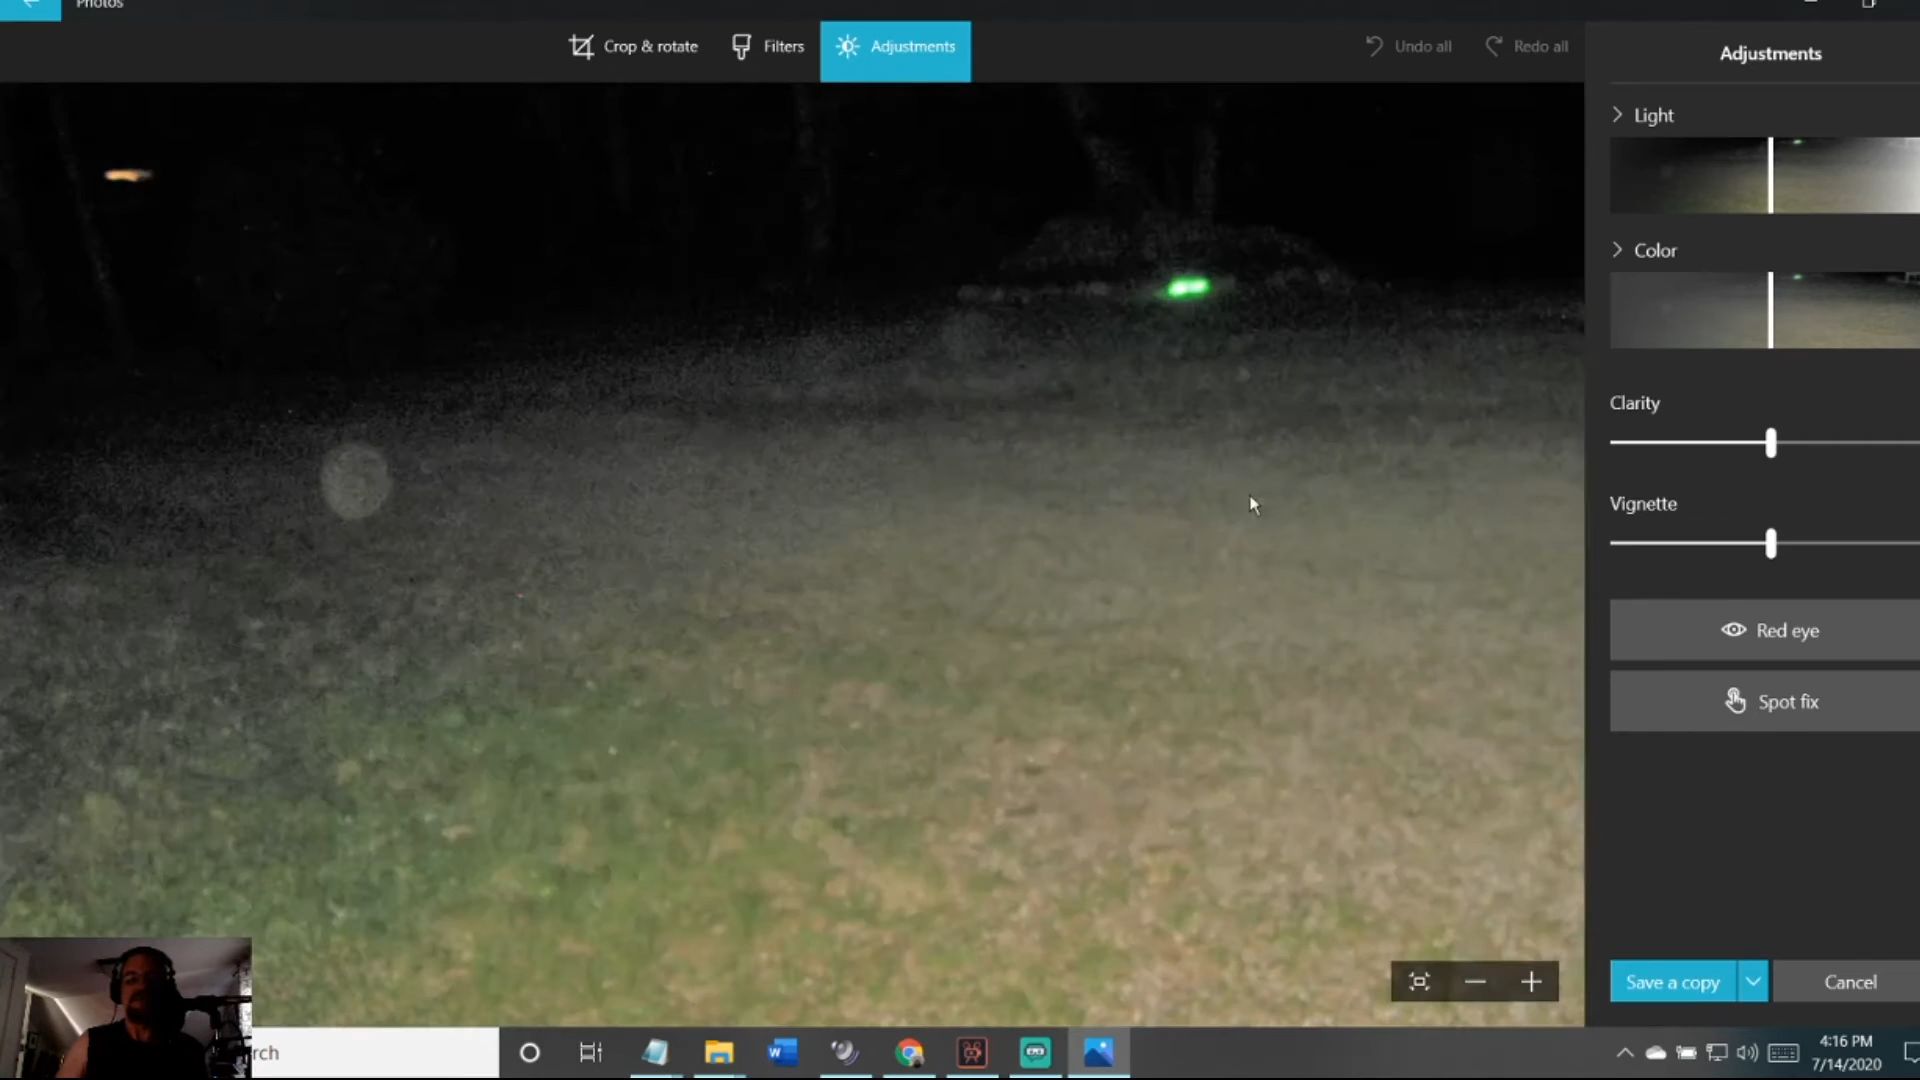 Photos
Crop & rotate
Filters
Adjustments
Undo all
Redo all
Adjustments
Light
Color
Clarity
Vignette
Red eye
Spot fix
Save a copy
Cancel
rch
4:16 PM
7/14/2020